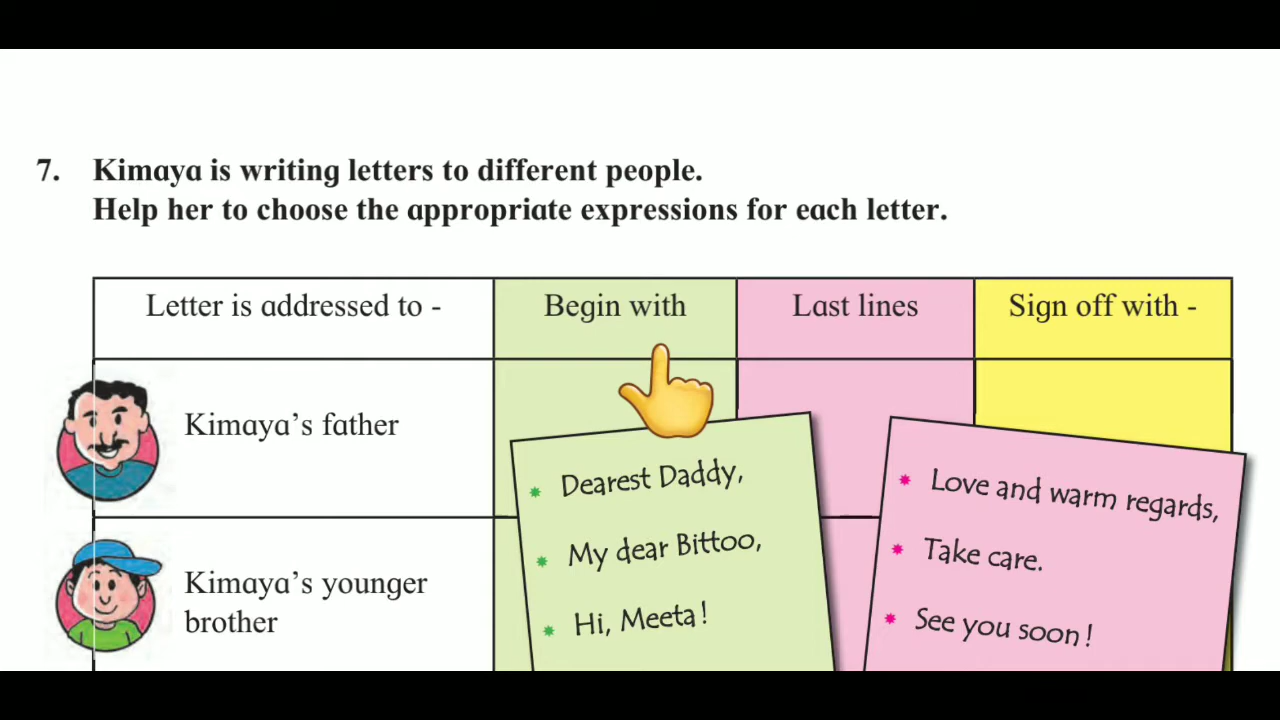 7. Kimaya is writing letters to different people.
Help her to choose the appropriate expressions for each letter.
Letter is addressed to -
Begin with
Last lines
Sign off with -
Kimaya's father
Kimaya's younger
brother
* Dearest Daddy,
* My dear Bittoo,
* Hi, Meeta!
* Love and warm regards,
* Take care.
* See you soon!